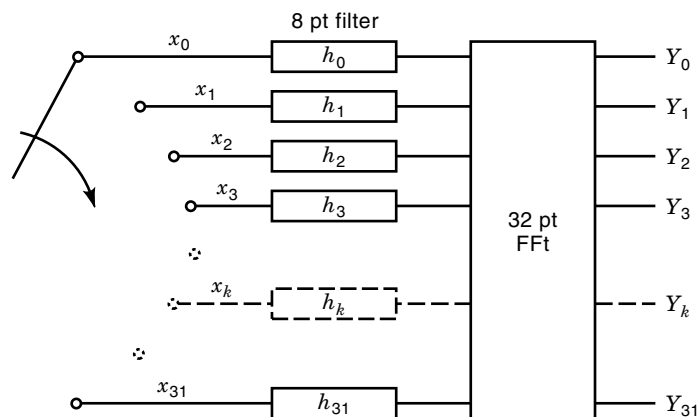 8 pt filter
x0 h0 Y0
x1 h1 Y1
x2 h2 Y2
x3 h3 Y3
32 pt
FFt
xk hk Yk
x31 h31 Y31